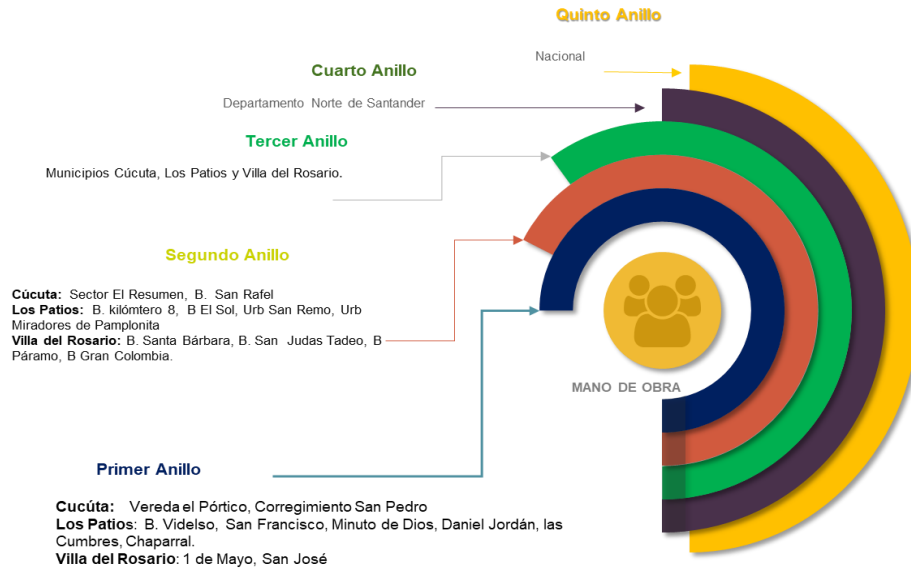 Quinto Anillo
Nacional
Cuarto Anillo
Departamento Norte de Santander
Tercer Anillo
Municipios Cúcuta, Los Patios y Villa del Rosario.
Segundo Anillo
Cúcuta: Sector El Resumen, B. San Rafel
Los Patios: B. kilómtero 8, B El Sol, Urb San Remo, Urb
Miradores de Pamplonita
Villa del Rosario: B. Santa Bárbara, B. San Judas Tadeo, B
Páramo, B Gran Colombia.
MANO DE OBRA
Primer Anillo
Cucúta: Vereda el Pórtico, Corregimiento San Pedro
Los Patios: B. Videlso, San Francisco, Minuto de Dios, Daniel Jordán, las
Cumbres, Chaparral.
Villa del Rosario: 1 de Mayo, San José